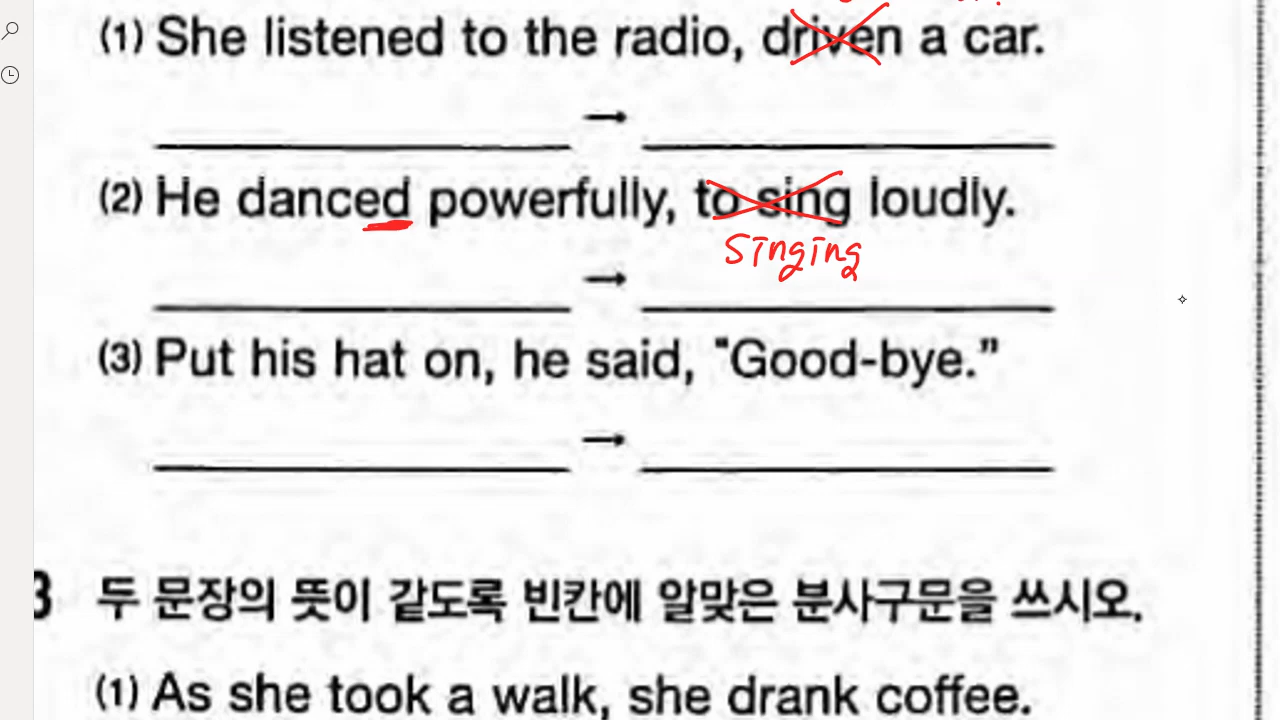 (1) She listened to the radio, driven a car.
→
(2) He danced powerfully, to sing loudly.
singing
→
(3) Put his hat on, he said, "Good-bye.”
→
3 두 문장의 뜻이 같도록 빈칸에 알맞은 분사구문을 쓰시오.
(1) As she took a walk, she drank coffee.